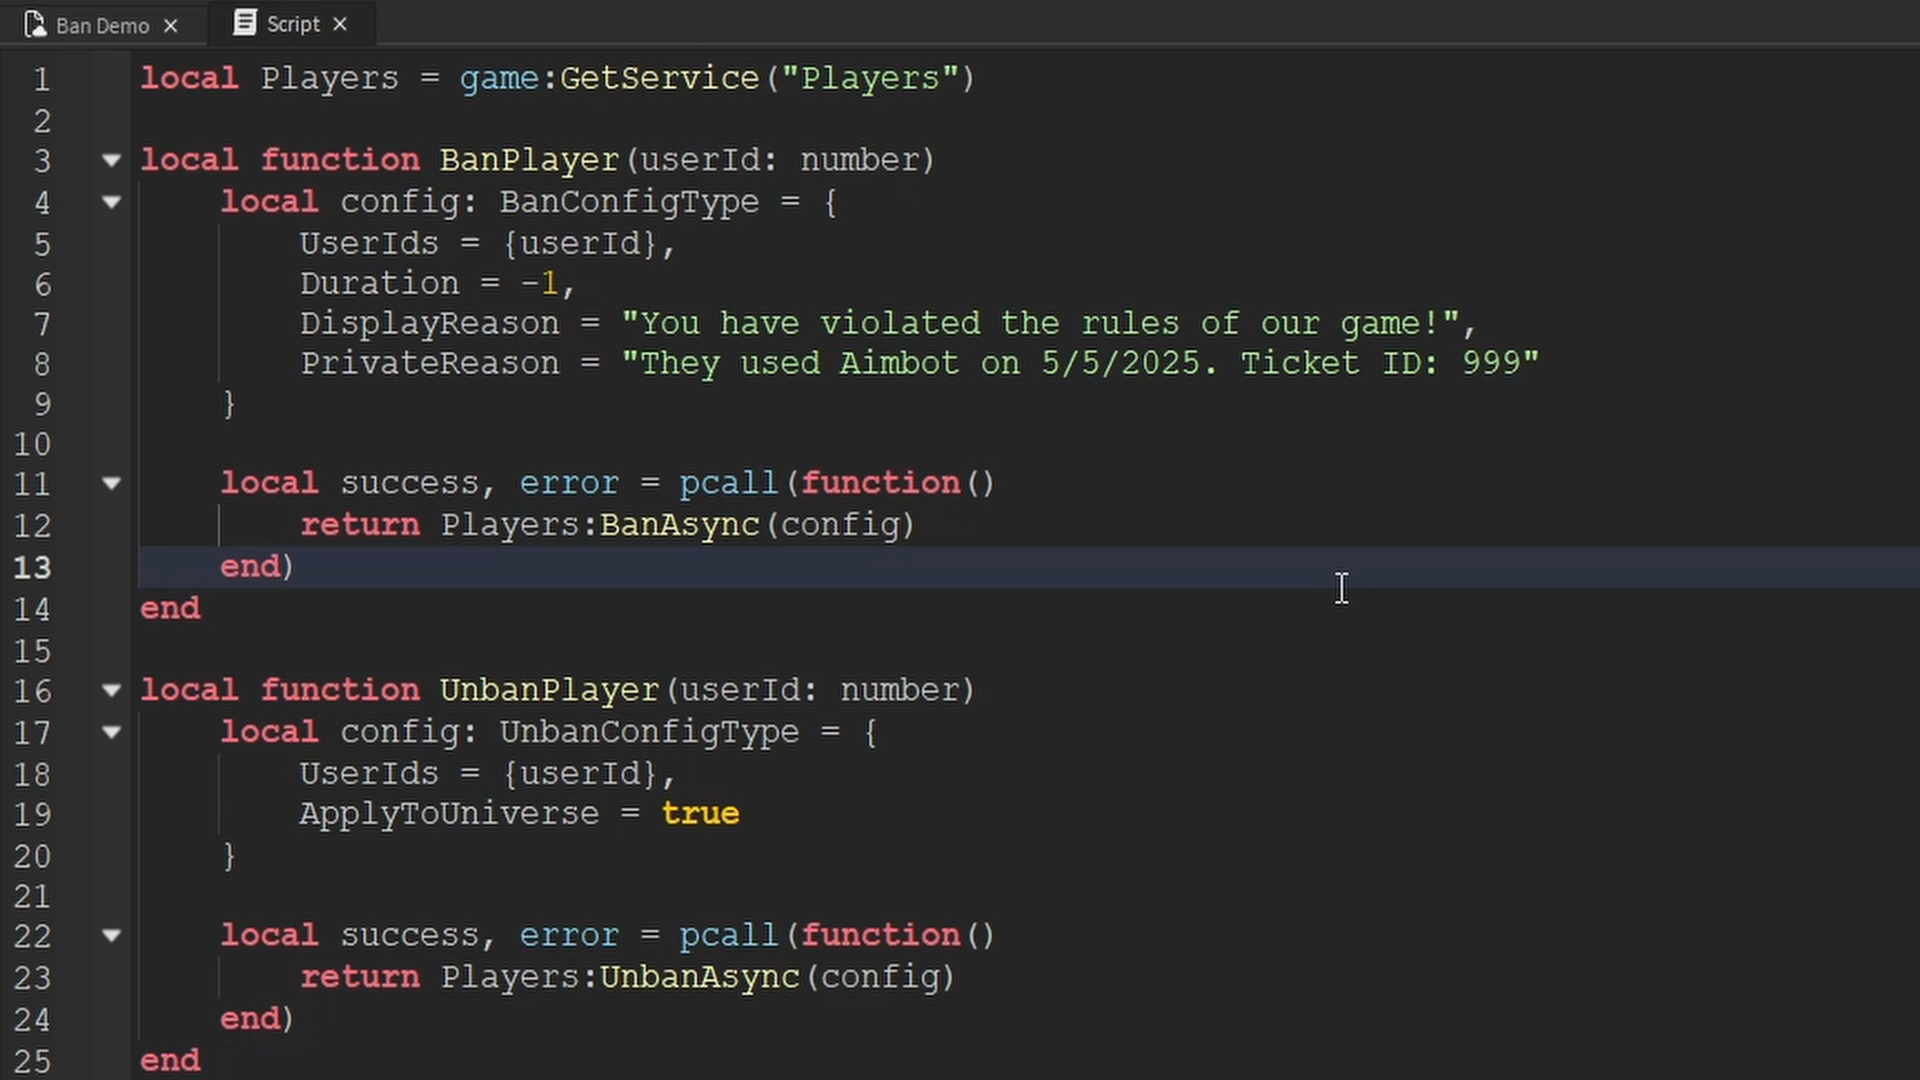 Ban Demo × Script ×
1 local Players = game:GetService("Players")
2
3 local function BanPlayer(userId: number)
4 local config: BanConfigType = {
5 UserIds = {userId},
6 Duration = -1,
7 DisplayReason = "You have violated the rules of our game!",
8 PrivateReason = "They used Aimbot on 5/5/2025. Ticket ID: 999"
9 }
10
11 local success, error = pcall(function()
12 return Players:BanAsync(config)
13 end)
14 end
15
16 local function UnbanPlayer(userId: number)
17 local config: UnbanConfigType = {
18 UserIds = {userId},
19 ApplyToUniverse = true
20 }
21
22 local success, error = pcall(function()
23 return Players:UnbanAsync(config)
24 end)
25 end